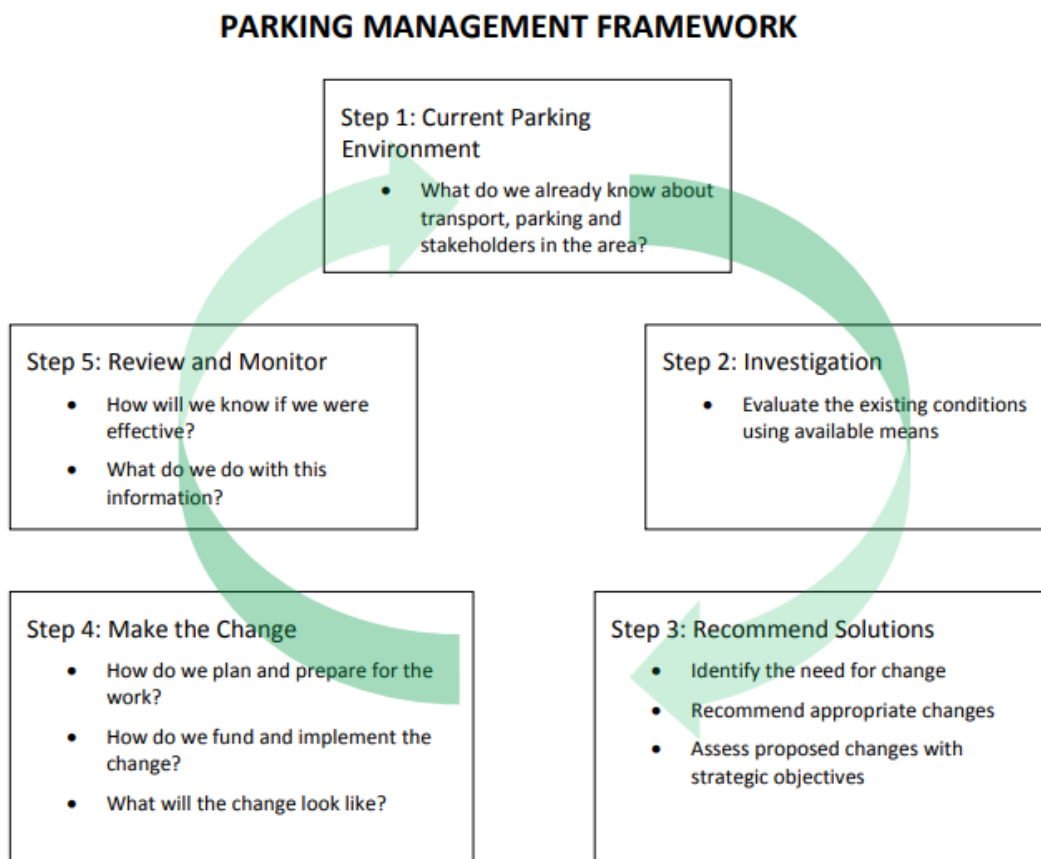 PARKING MANAGEMENT FRAMEWORK
Step 1: Current Parking
Environment
• What do we already know about
transport, parking and
stakeholders in the area?
Step 2: Investigation
• Evaluate the existing conditions
using available means
Step 3: Recommend Solutions
• Identify the need for change
• Recommend appropriate changes
• Assess proposed changes with
strategic objectives
Step 4: Make the Change
• How do we plan and prepare for the
work?
• How do we fund and implement the
change?
• What will the change look like?
Step 5: Review and Monitor
• How will we know if we were
effective?
• What do we do with this
information?